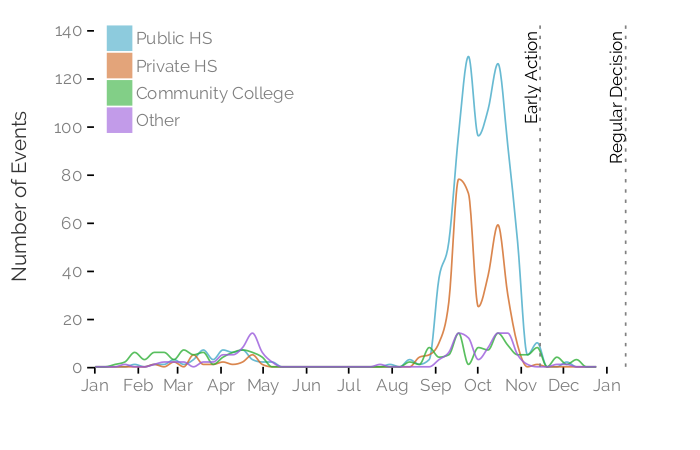 140
120
100
80
60
40
20
0
Number of Events
Public HS
Private HS
Community College
Other
Early Action
Regular Decision
Jan Feb Mar Apr May Jun Jul Aug Sep Oct Nov Dec Jan